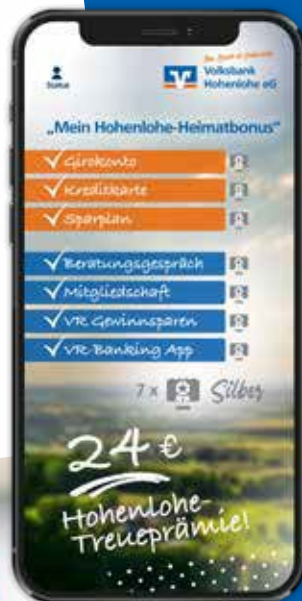 Status
Volksbank
Hohenlohe eG
„Mein Hohenlohe-Heimatbonus“
Girokonto
Kreditkarte
Sparplan
Beratungsgespräch
Mitgliedschaft
VR Gewinnsparen
VR Banking App
7 x Silber
24 €
Hohenlohe-
Treueprämie!